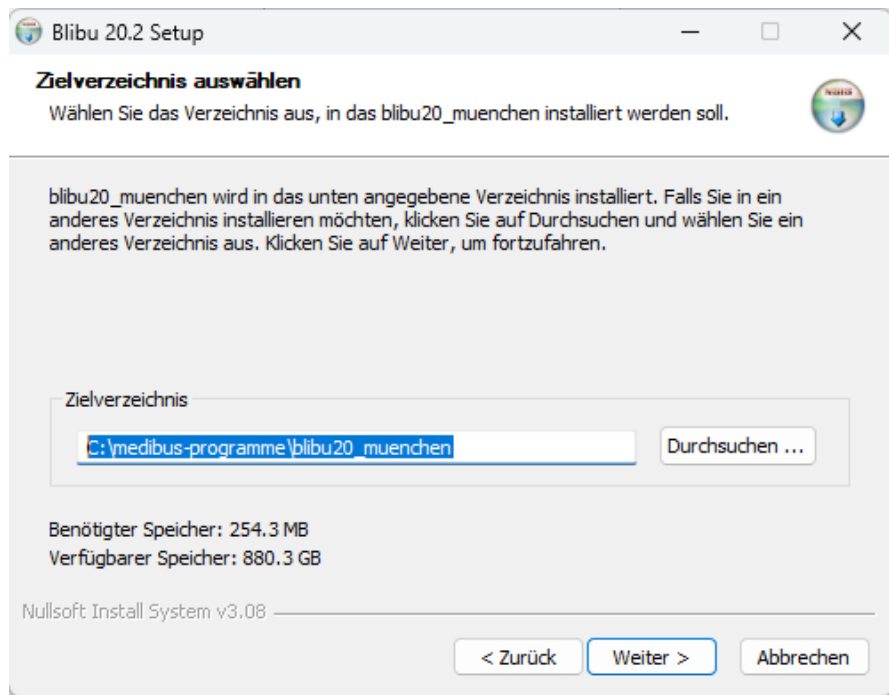 Blibu 20.2 Setup
Zielverzeichnis auswählen
Wählen Sie das Verzeichnis aus, in das blibu20_muenchen installiert werden soll.
blibu20_muenchen wird in das unten angegebene Verzeichnis installiert. Falls Sie in ein
anderes Verzeichnis installieren möchten, klicken Sie auf Durchsuchen und wählen Sie ein
anderes Verzeichnis aus. Klicken Sie auf Weiter, um fortzufahren.
Zielverzeichnis
C:\medibus-programme\blibu20_muenchen
Durchsuchen ...
Benötigter Speicher: 254.3 MB
Verfügbarer Speicher: 880.3 GB
Nullsoft Install System v3.08
< Zurück
Weiter >
Abbrechen